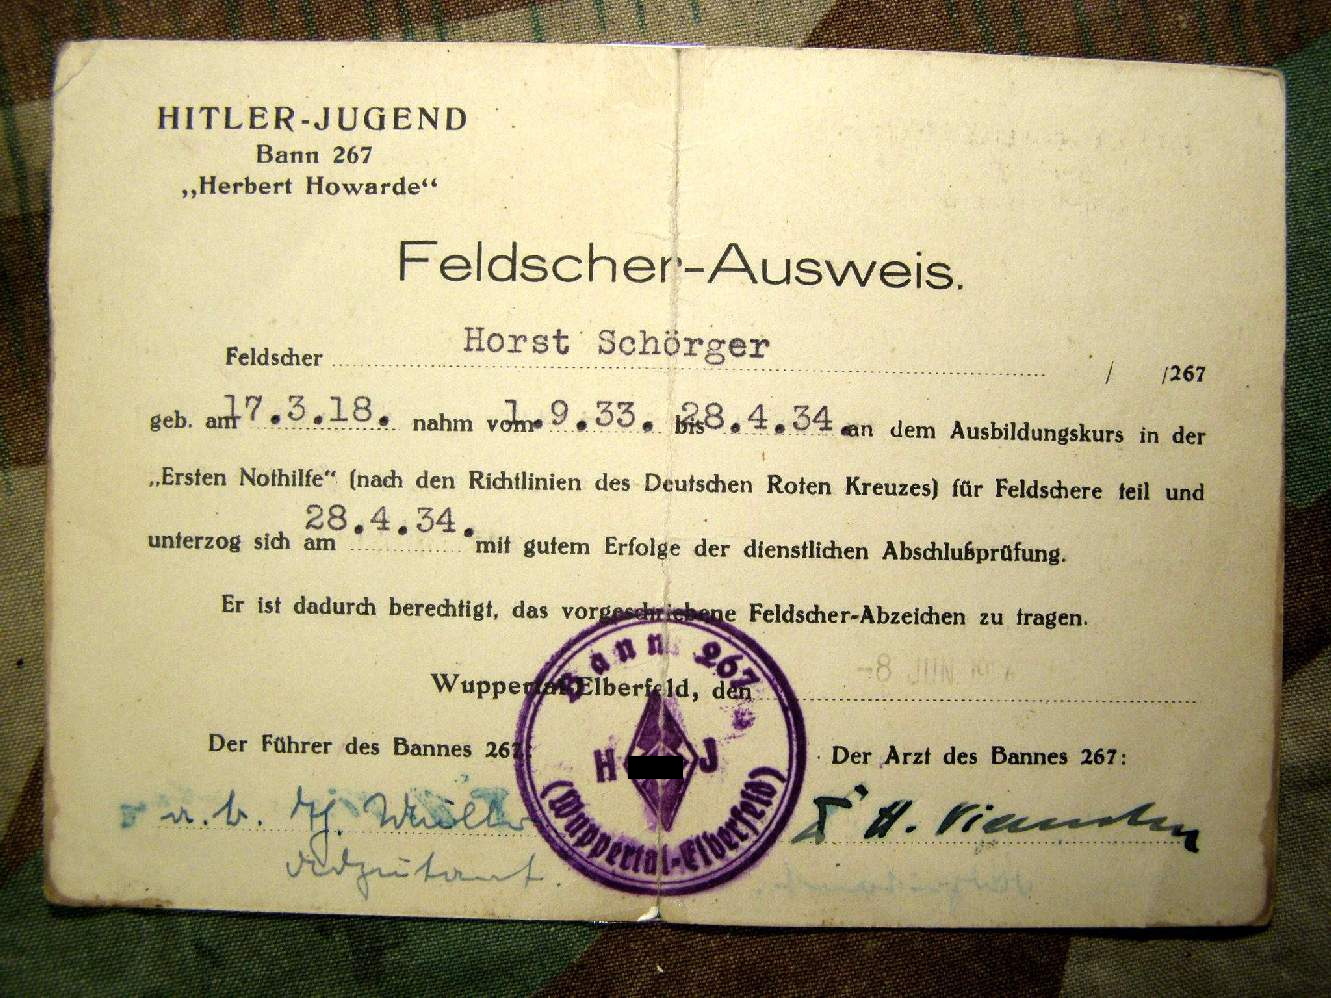 HITLER-JUGEND
Bann 267
„Herbert Howarde“
Feldscher-Ausweis.
Feldscher Horst Schörger / /267
geb. am 17.3.18. nahm vom 1.9.33. bis 28.4.34. an dem Ausbildungskurs in der
„Ersten Nothilfe“ (nach den Richtlinien des Deutschen Roten Kreuzes) für Feldschere teil und
unterzog sich am 28.4.34. mit gutem Erfolge der dienstlichen Abschlußprüfung.
Er ist dadurch berechtigt, das vorgeschriebene Feldscher-Abzeichen zu tragen.
Wuppertal-Elberfeld, den
Der Führer des Bannes 267:
Der Arzt des Bannes 267:
Adjutant.
Bann 267
H J
(Wuppertal-Elberfeld)